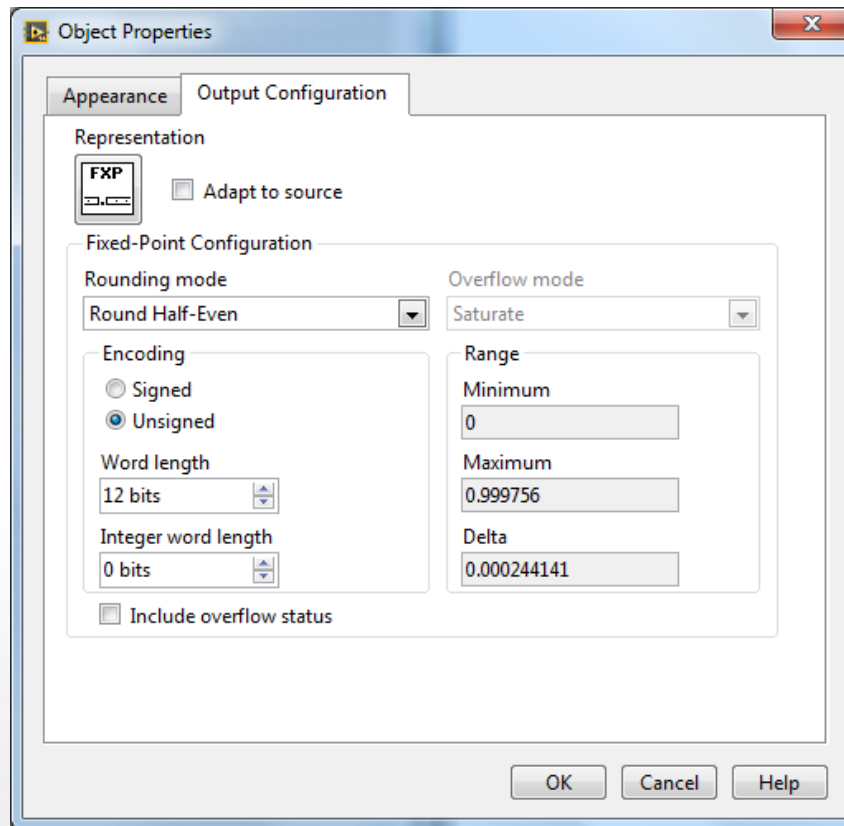 Object Properties
Appearance
Output Configuration
Representation
FXP
Adapt to source
Fixed-Point Configuration
Rounding mode
Overflow mode
Round Half-Even
Saturate
Encoding
Range
Signed
Unsigned
Minimum
0
Word length
Maximum
12 bits
0.999756
Integer word length
Delta
0 bits
0.000244141
Include overflow status
OK
Cancel
Help